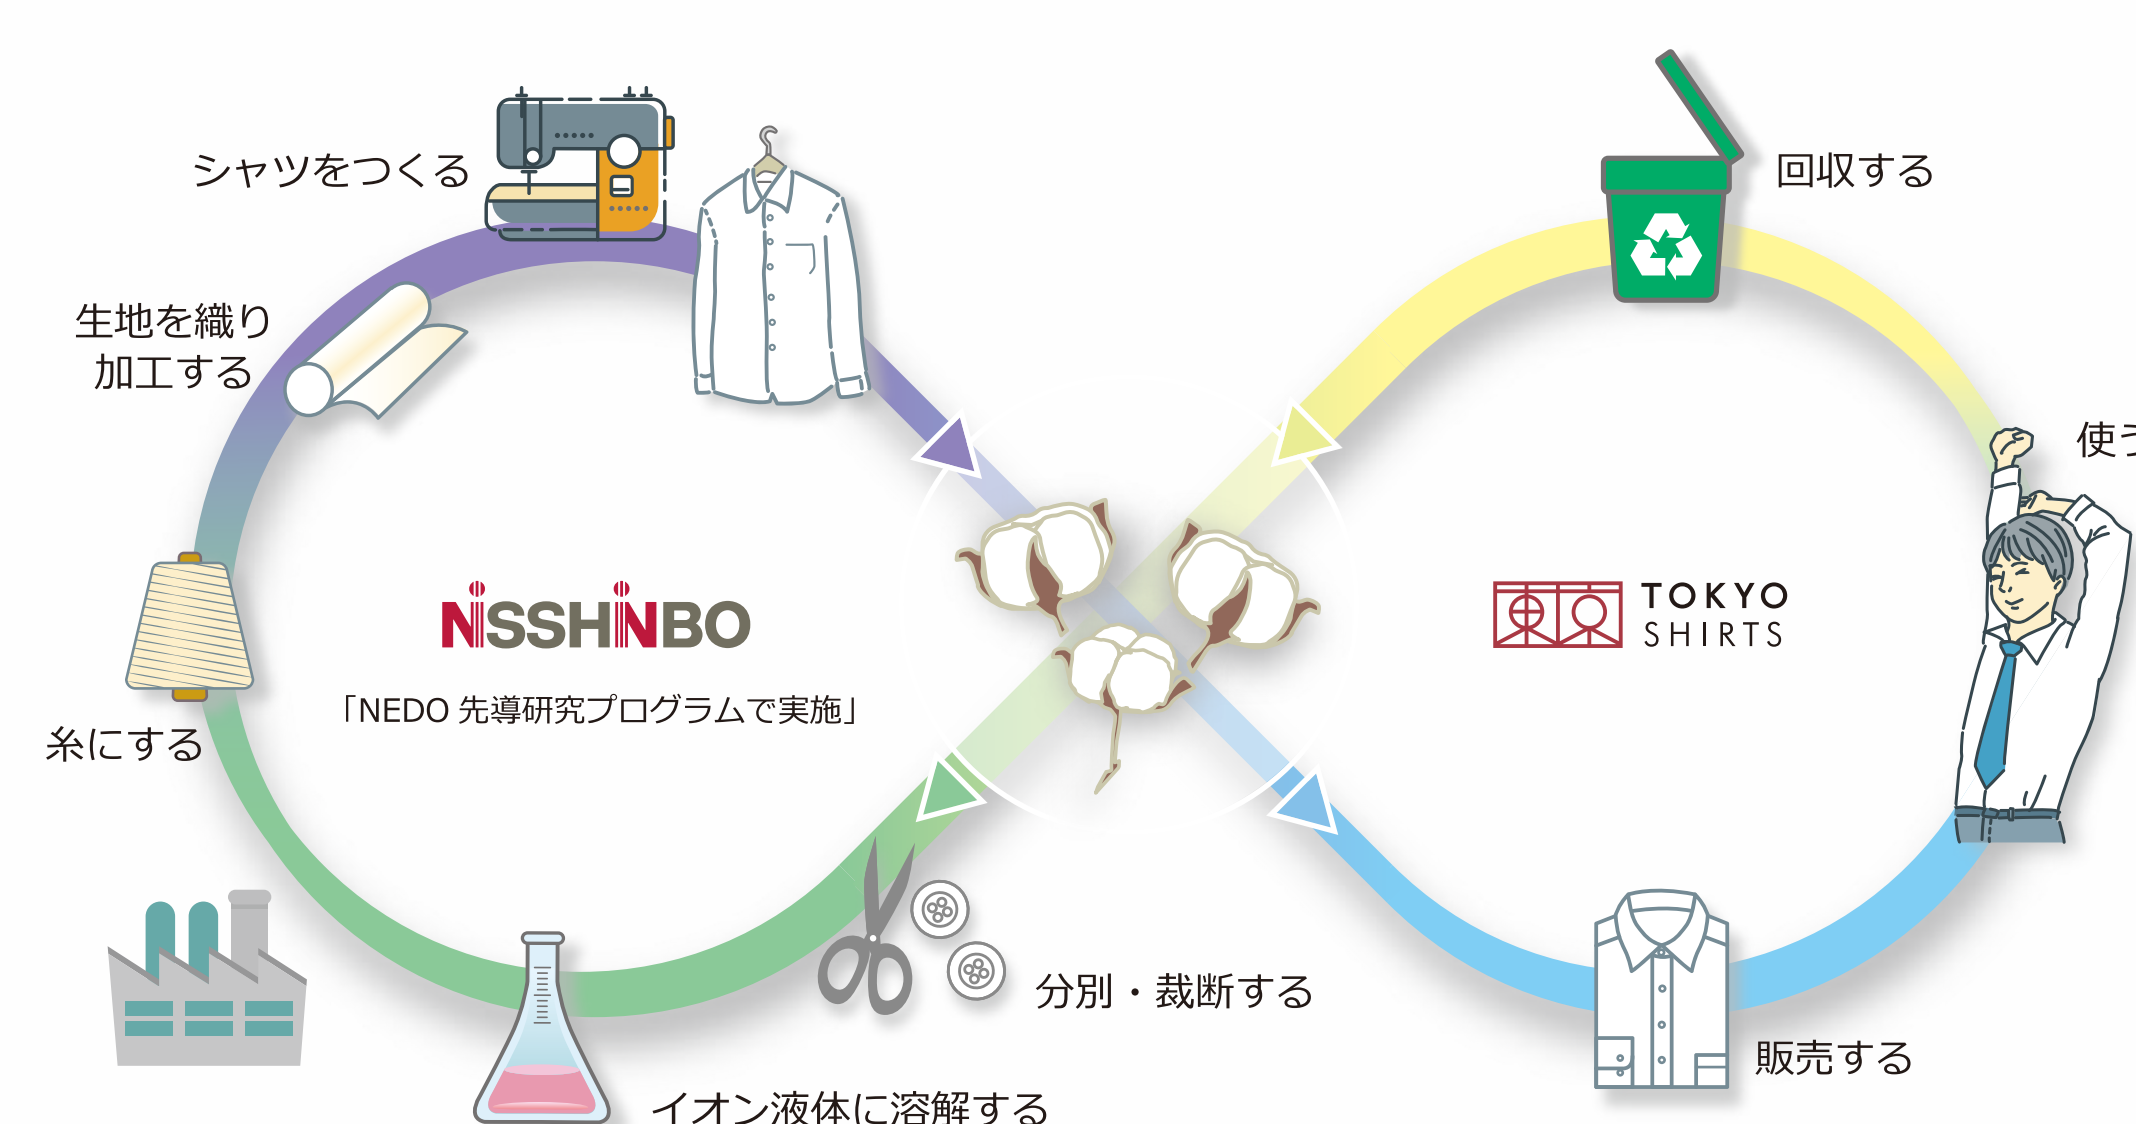 シャツをつくる
回収する
生地を織り
加工する
使う
NISSHINBO
TOKYO
SHIRTS
「NEDO 先導研究プログラムで実施」
糸にする
分別・裁断する
販売する
イオン液体に溶解する